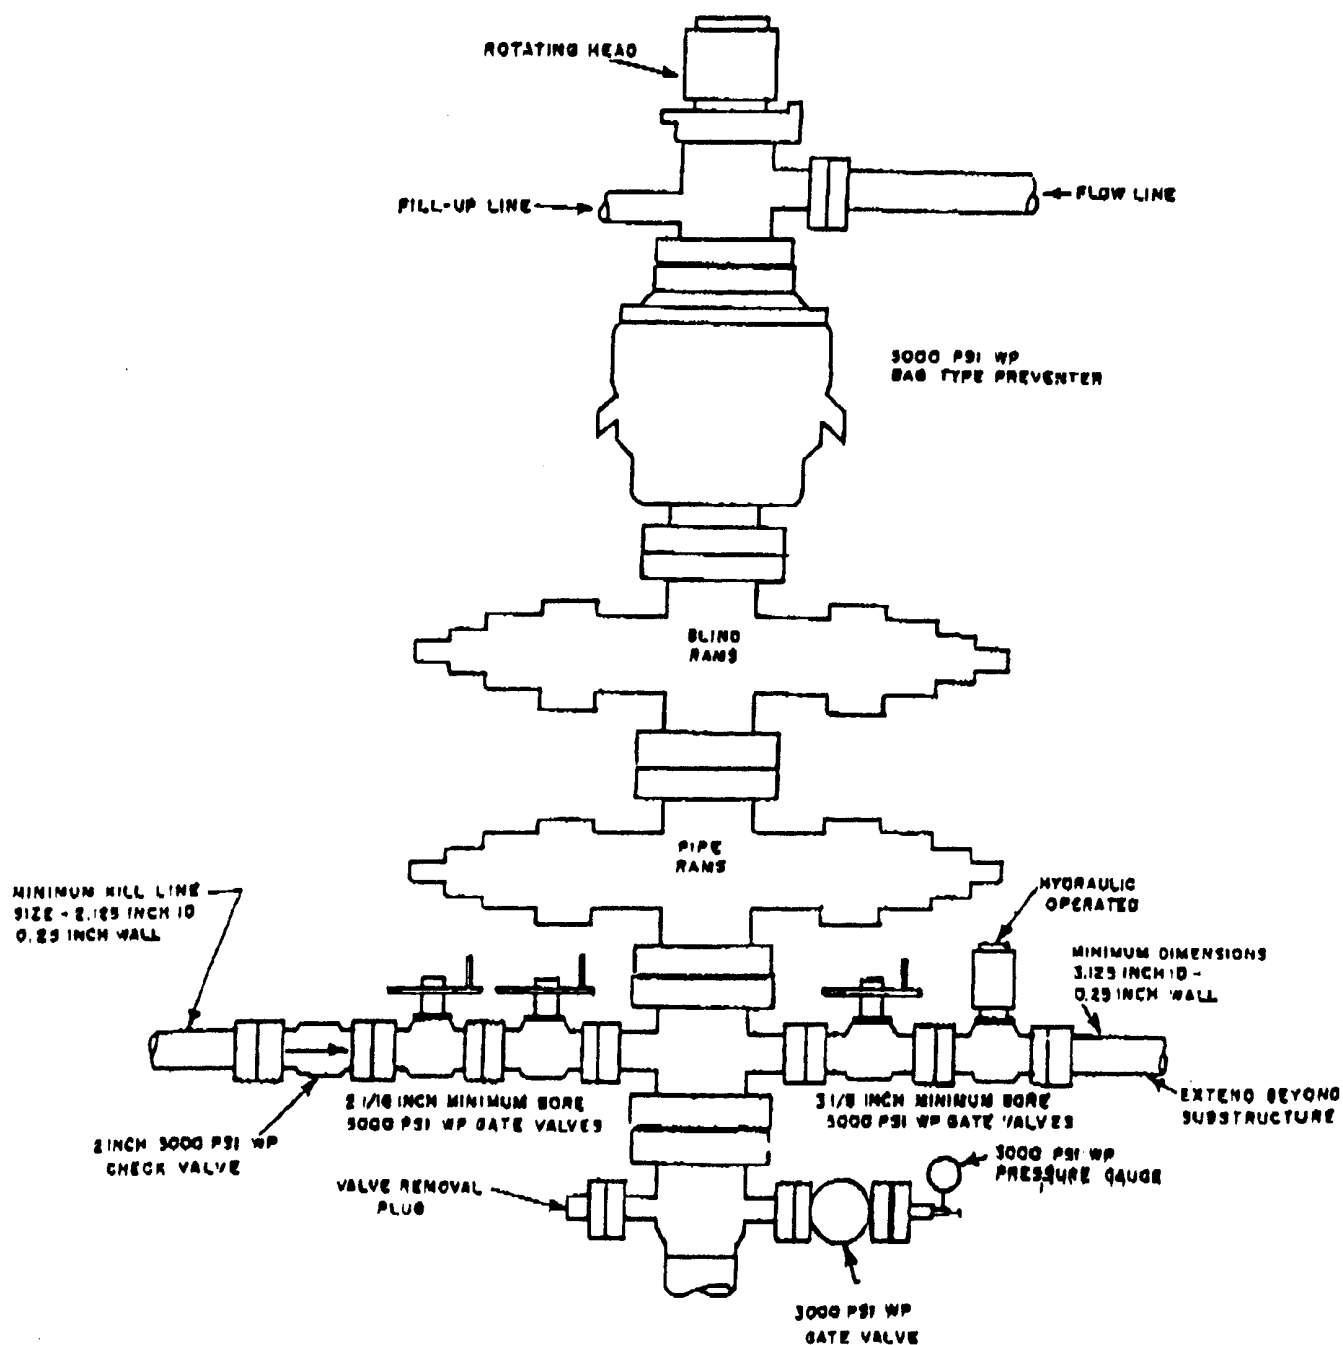 ROTATING HEAD
FILL-UP LINE
FLOW LINE
3000 PSI WP
BAG TYPE PREVENTER
BLIND
RAMS
PIPE
RAMS
MINIMUM KILL LINE
SIZE - 2.125 INCH ID
0.25 INCH WALL
HYDRAULIC
OPERATED
MINIMUM DIMENSIONS
3.125 INCH ID -
0.25 INCH WALL
2 1/16 INCH MINIMUM BORE
3000 PSI WP GATE VALVES
3 1/8 INCH MINIMUM BORE
3000 PSI WP GATE VALVES
EXTEND BEYOND
SUBSTRUCTURE
2 INCH 3000 PSI WP
CHECK VALVE
VALVE REMOVAL
PLUG
3000 PSI WP
PRESSURE GAUGE
3000 PSI WP
GATE VALVE